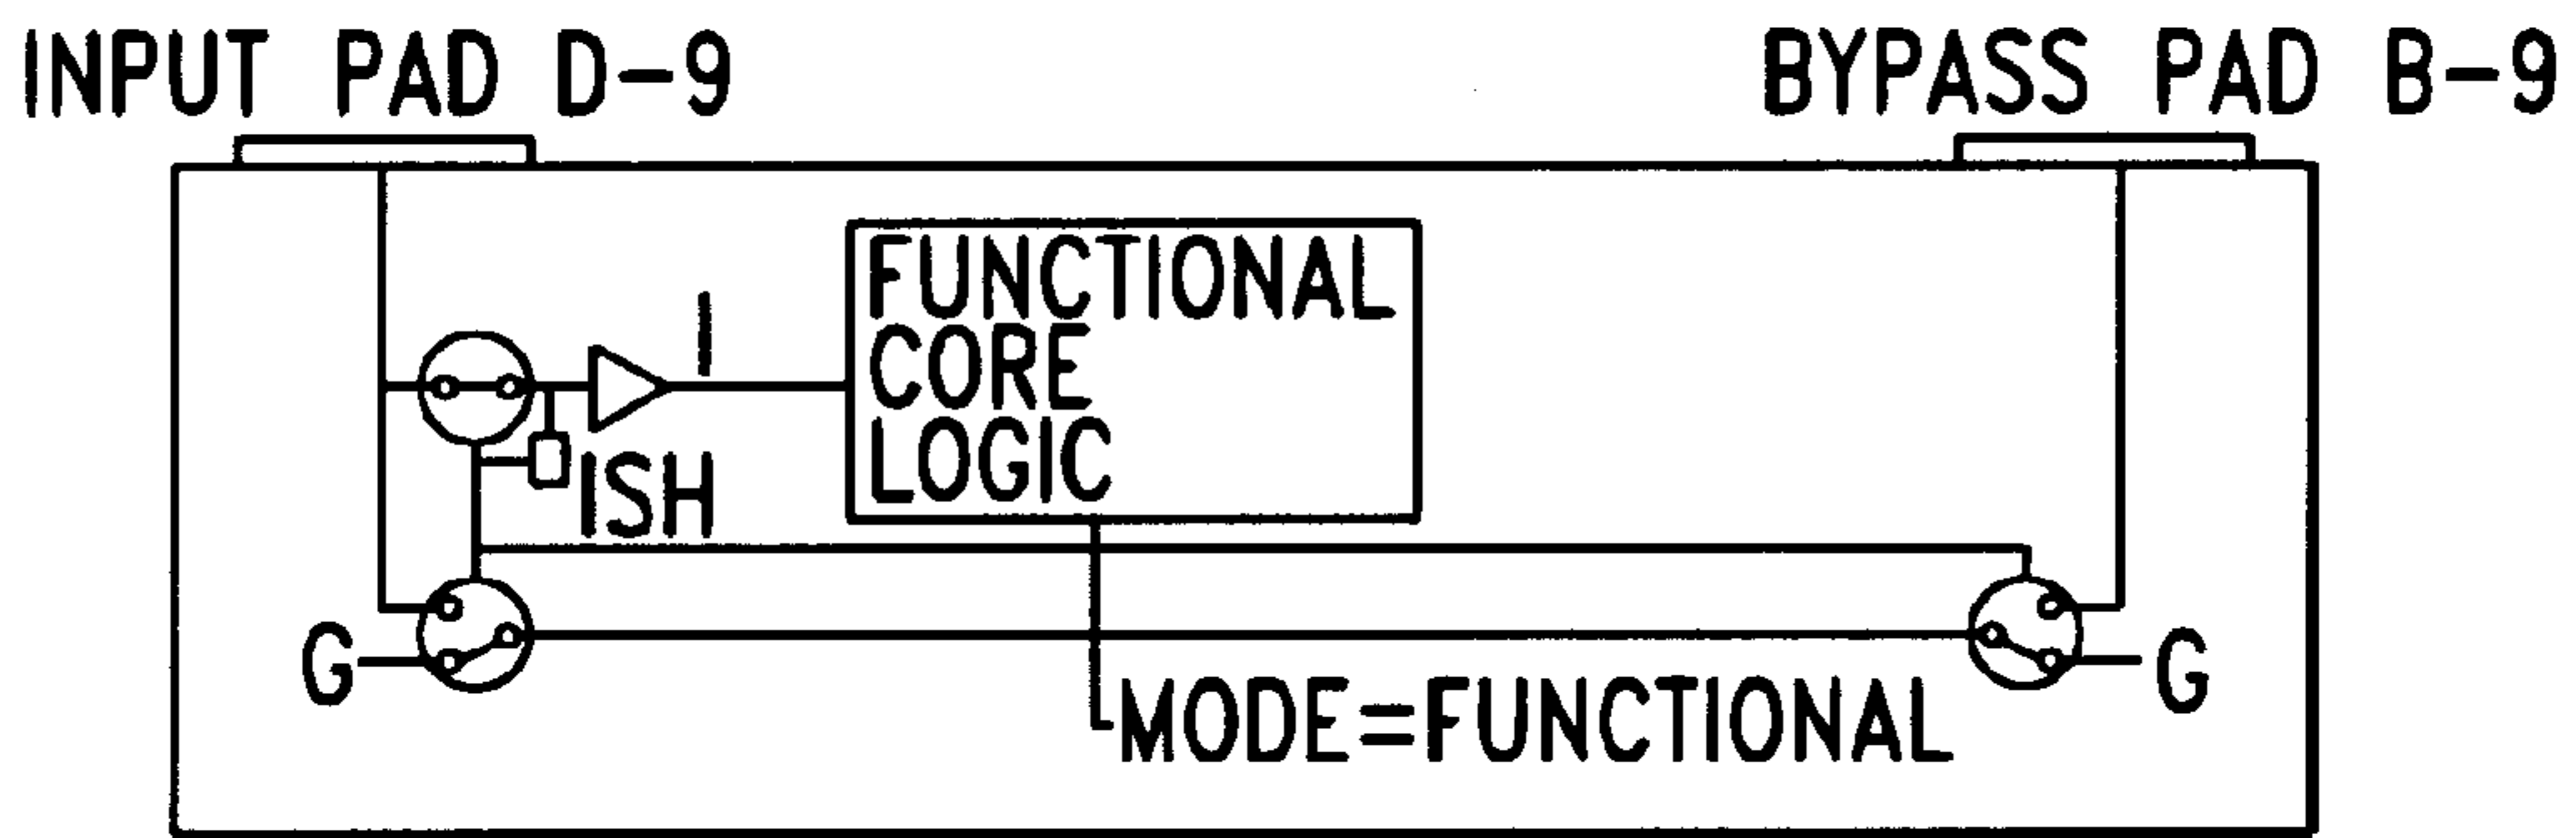 INPUT PAD D-9
BYPASS PAD B-9
I
FUNCTIONAL
CORE
LOGIC
ISH
G
G
MODE=FUNCTIONAL